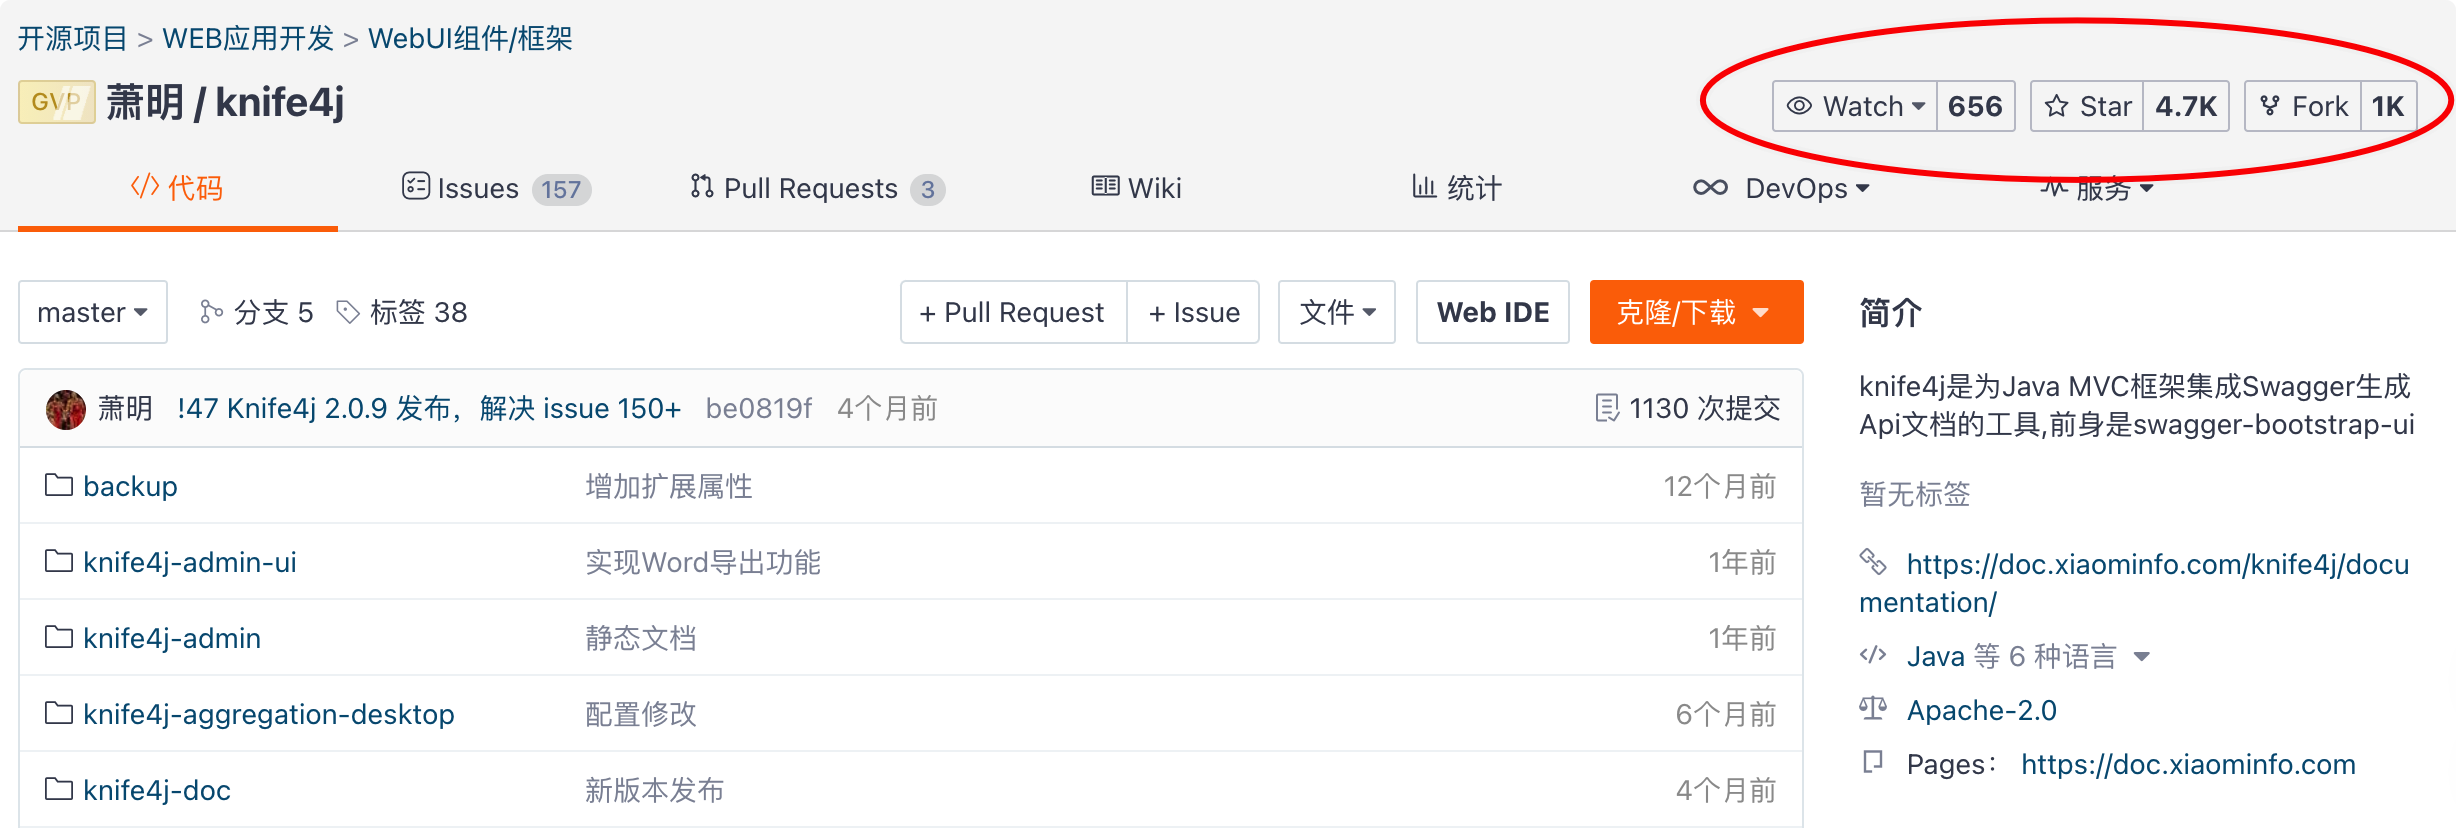 开源项目 > WEB应用开发 > WebUI组件/框架
GVP 萧明 / knife4j
Watch 656 Star 4.7K Fork 1K
代码 Issues 157 Pull Requests 3 Wiki 统计 DevOps 服务
master 分支 5 标签 38 + Pull Request + Issue 文件 Web IDE 克隆/下载
萧明 !47 Knife4j 2.0.9 发布，解决 issue 150+ be0819f 4个月前 1130 次提交
backup 增加扩展属性 12个月前
knife4j-admin-ui 实现Word导出功能 1年前
knife4j-admin 静态文档 1年前
knife4j-aggregation-desktop 配置修改 6个月前
knife4j-doc 新版本发布 4个月前
简介
knife4j是为Java MVC框架集成Swagger生成
Api文档的工具,前身是swagger-bootstrap-ui
暂无标签
https://doc.xiaominfo.com/knife4j/docu
mentation/
Java 等 6 种语言
Apache-2.0
Pages： https://doc.xiaominfo.com